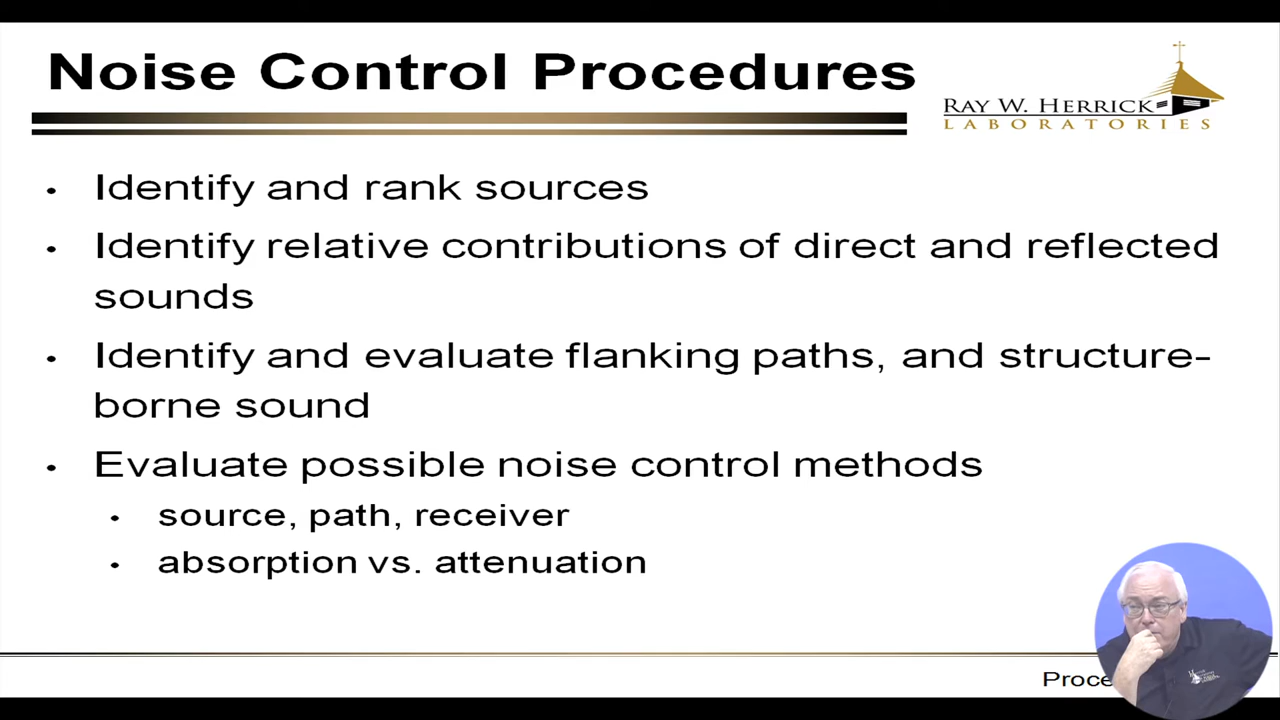 Noise Control Procedures
RAY W. HERRICK
LABORATORIES
• Identify and rank sources
• Identify relative contributions of direct and reflected
sounds
• Identify and evaluate flanking paths, and structure-
borne sound
• Evaluate possible noise control methods
• source, path, receiver
• absorption vs. attenuation